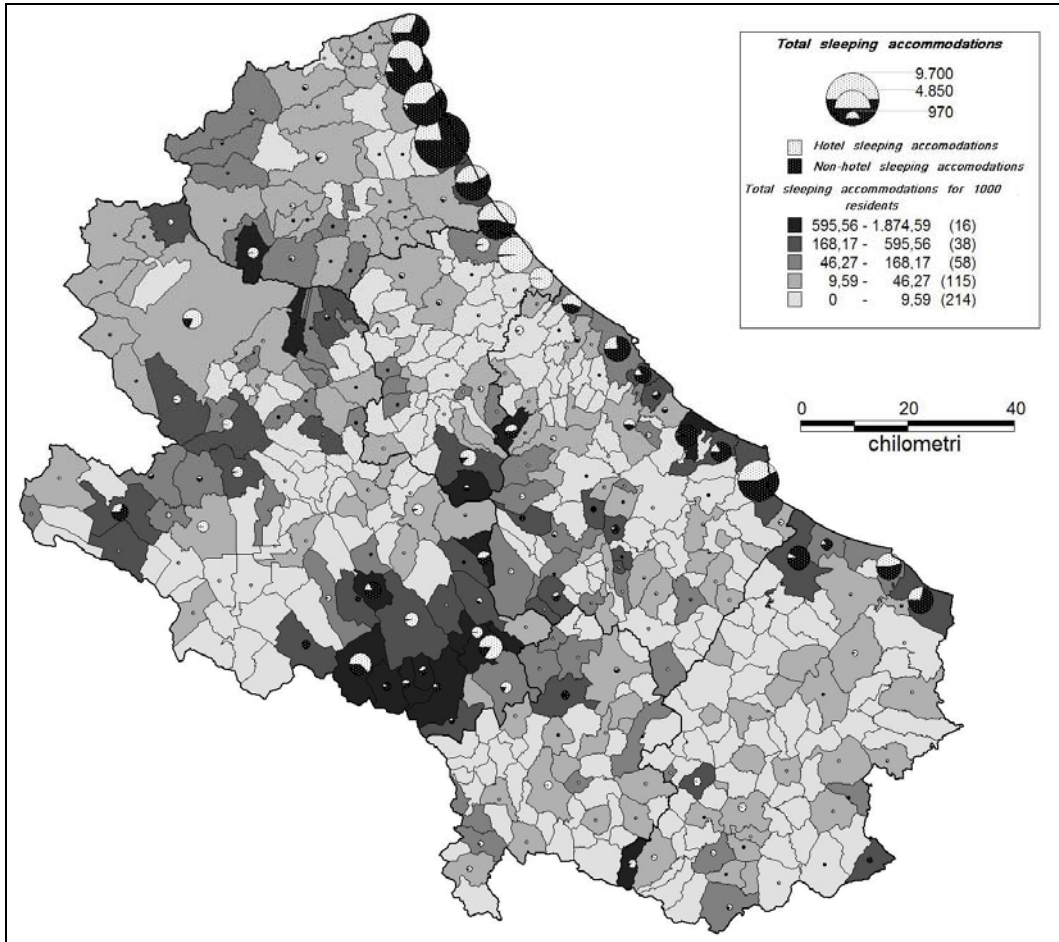 Total sleeping accommodations
9.700
4.850
970
Hotel sleeping accomodations
Non-hotel sleeping accomodations
Total sleeping accommodations for 1000
residents
595,56 - 1.874,59 (16)
168,17 - 595,56 (38)
46,27 - 168,17 (58)
9,59 - 46,27 (115)
0 - 9,59 (214)
0 20 40
chilometri